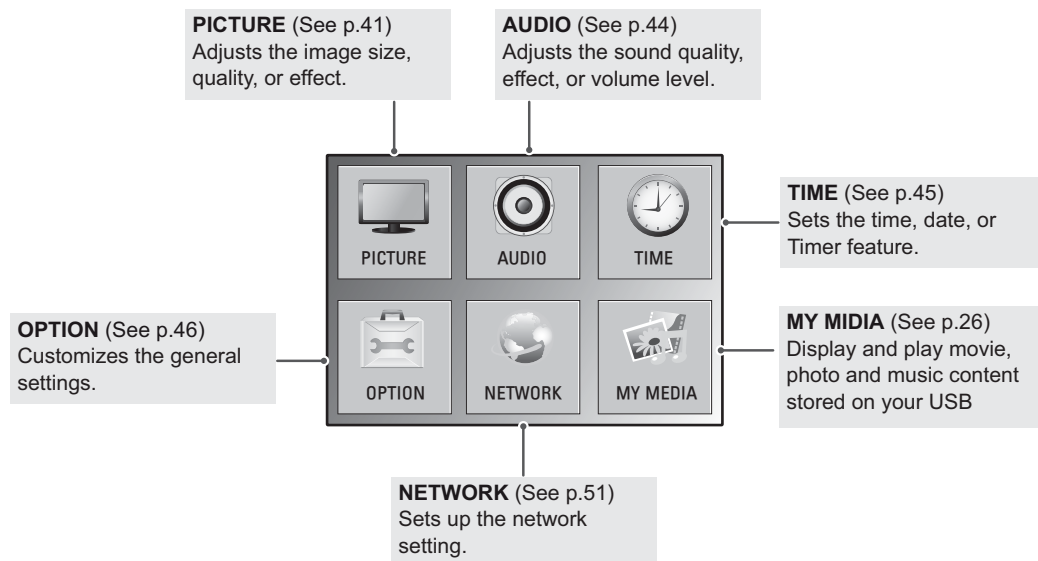 PICTURE (See p.41)
Adjusts the image size,
quality, or effect.
AUDIO (See p.44)
Adjusts the sound quality,
effect, or volume level.
PICTURE
AUDIO
TIME
TIME (See p.45)
Sets the time, date, or
Timer feature.
OPTION (See p.46)
Customizes the general
settings.
OPTION
NETWORK
MY MEDIA
MY MIDIA (See p.26)
Display and play movie,
photo and music content
stored on your USB
NETWORK (See p.51)
Sets up the network
setting.